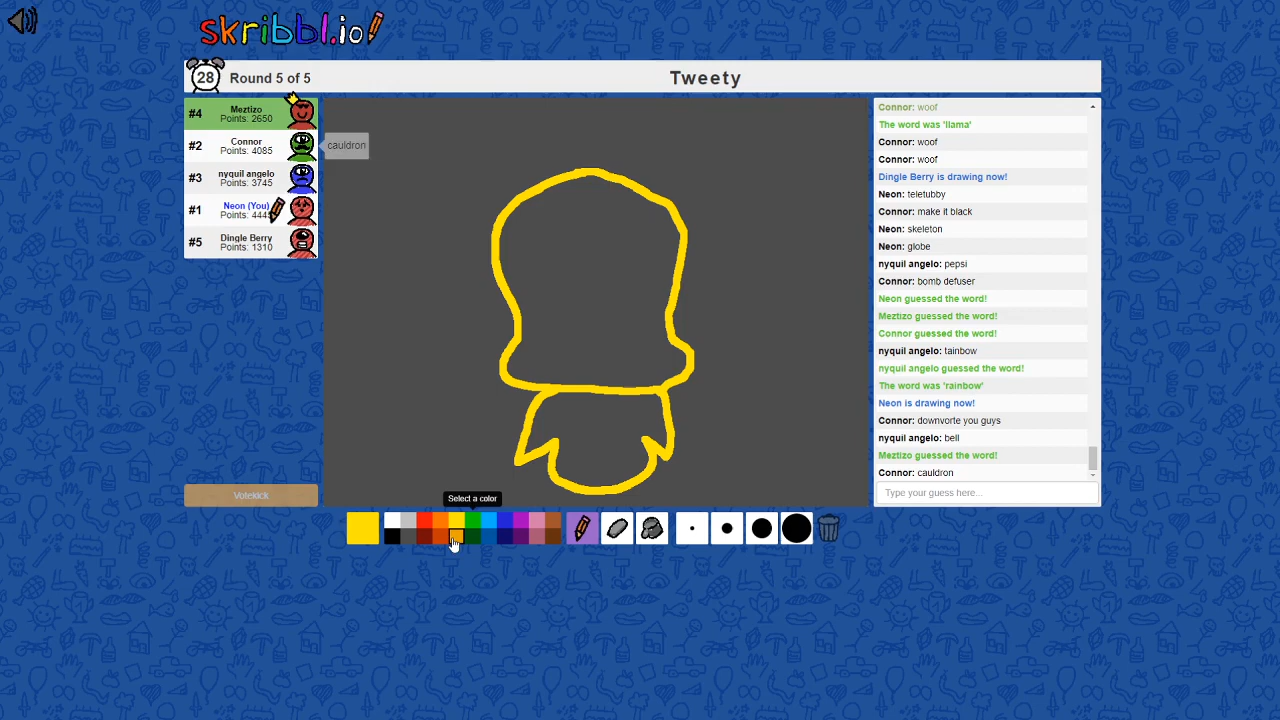 skribbl.io
28
Round 5 of 5
Tweety
#4
Meztizo
Points: 2650
#2
Connor
Points: 4085
cauldron
#3
nyquil angelo
Points: 3745
#1
Neon (You)
Points: 4445
#5
Dingle Berry
Points: 1310
Votekick
Connor: woof
The word was 'llama'
Connor: woof
Connor: woof
Dingle Berry is drawing now!
Neon: teletubby
Connor: make it black
Neon: skeleton
Neon: globe
nyquil angelo: pepsi
Connor: bomb defuser
Neon guessed the word!
Meztizo guessed the word!
Connor guessed the word!
nyquil angelo: tainbow
nyquil angelo guessed the word!
The word was 'rainbow'
Neon is drawing now!
Connor: downvorte you guys
nyquil angelo: bell
Meztizo guessed the word!
Connor: cauldron
Type your guess here...
Select a color